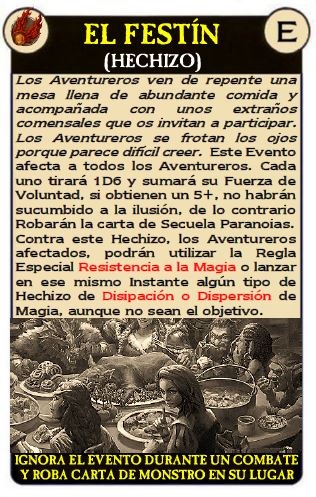 EL FESTÍN
E
(HECHIZO)
Los Aventureros ven de repente una
mesa llena de abundante comida y
acompañada con unos extraños
comensales que os invitan a participar.
Los Aventureros se frotan los ojos
porque parece difícil creer. Este Evento
afecta a todos los Aventureros. Cada
uno tirará 1D6 y sumará su Fuerza de
Voluntad, si obtienen un 5+, no habrán
sucumbido a la ilusión, de lo contrario
Robarán la carta de Secuela Paranoias.
Contra este Hechizo, los Aventureros
afectados, podrán utilizar la Regla
Especial Resistencia a la Magia o lanzar
en ese mismo Instante algún tipo de
Hechizo de Disipación o Dispersión de
Magia, aunque no sean el objetivo.
IGNORA EL EVENTO DURANTE UN COMBATE
Y ROBA CARTA DE MONSTRO EN SU LUGAR